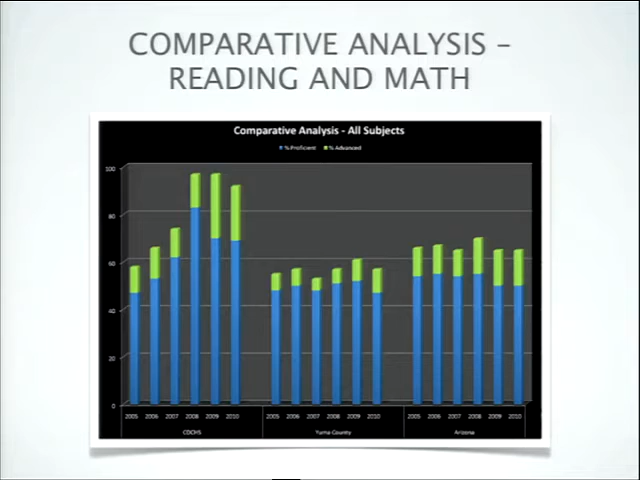 COMPARATIVE ANALYSIS –
READING AND MATH
Comparative Analysis - All Subjects
% Proficient % Advanced
100
80
60
40
20
0
2005 2006 2007 2008 2009 2010 2005 2006 2007 2008 2009 2010 2005 2006 2007 2008 2009 2010
CDCHS Yuma County Arizona